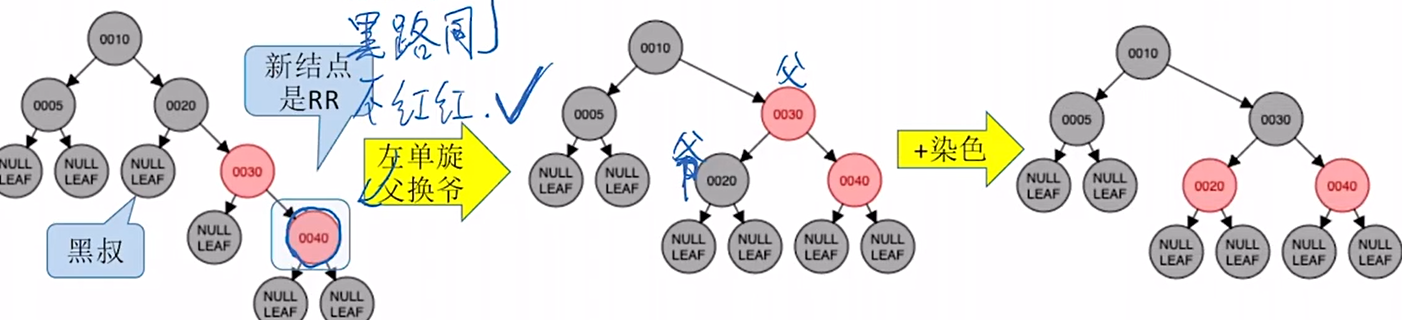 0010
0005
0020
NULL LEAF
NULL LEAF
NULL LEAF
0030
NULL LEAF
0040
NULL LEAF
NULL LEAF
黑叔
新结点
是RR
黑路同
不红红.✓
左单旋
父换爷
0010
父
0005
0030
NULL LEAF
NULL LEAF
爷
0020
0040
NULL LEAF
NULL LEAF
NULL LEAF
NULL LEAF
+染色
0010
0005
0030
NULL LEAF
NULL LEAF
0020
0040
NULL LEAF
NULL LEAF
NULL LEAF
NULL LEAF